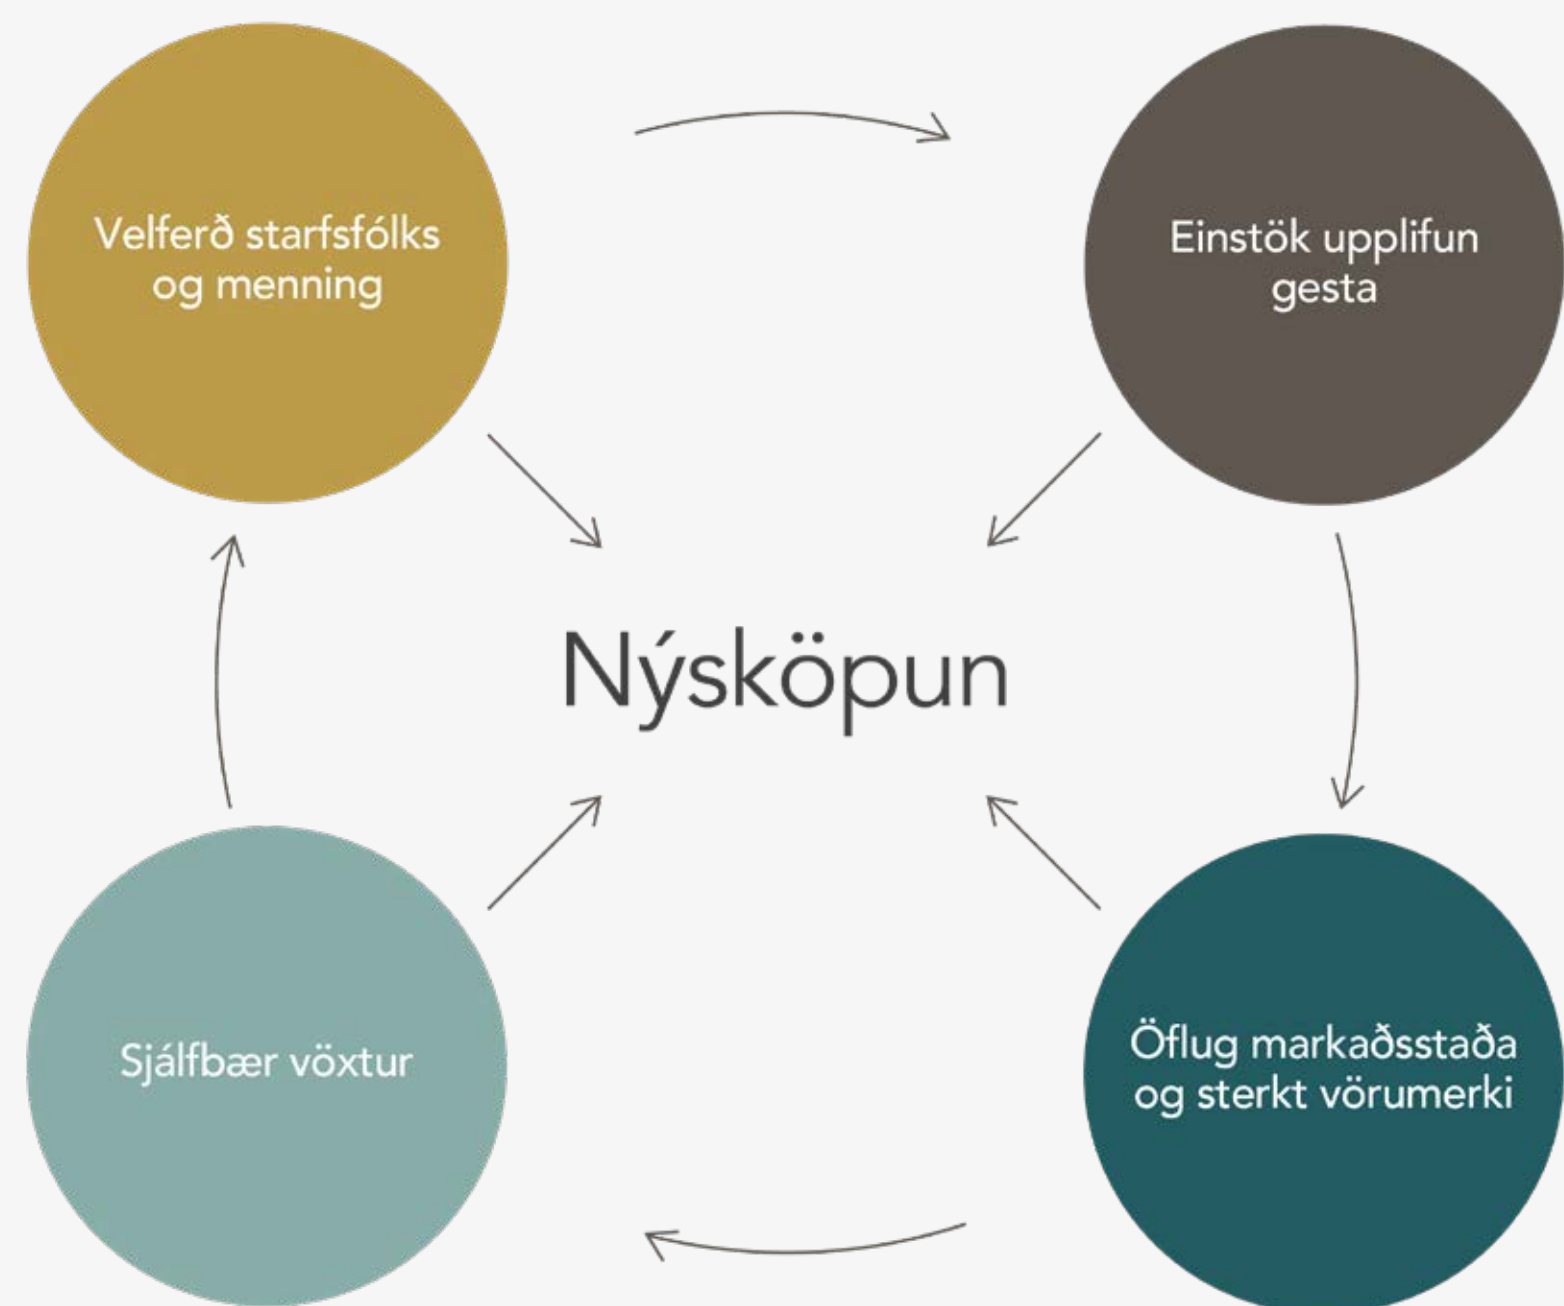 Velferð starfsfólks
og menning
Einstök upplifun
gesta
Nýsköpun
Sjálfbær vöxtur
Öflug markaðsstaða
og sterkt vörumerki